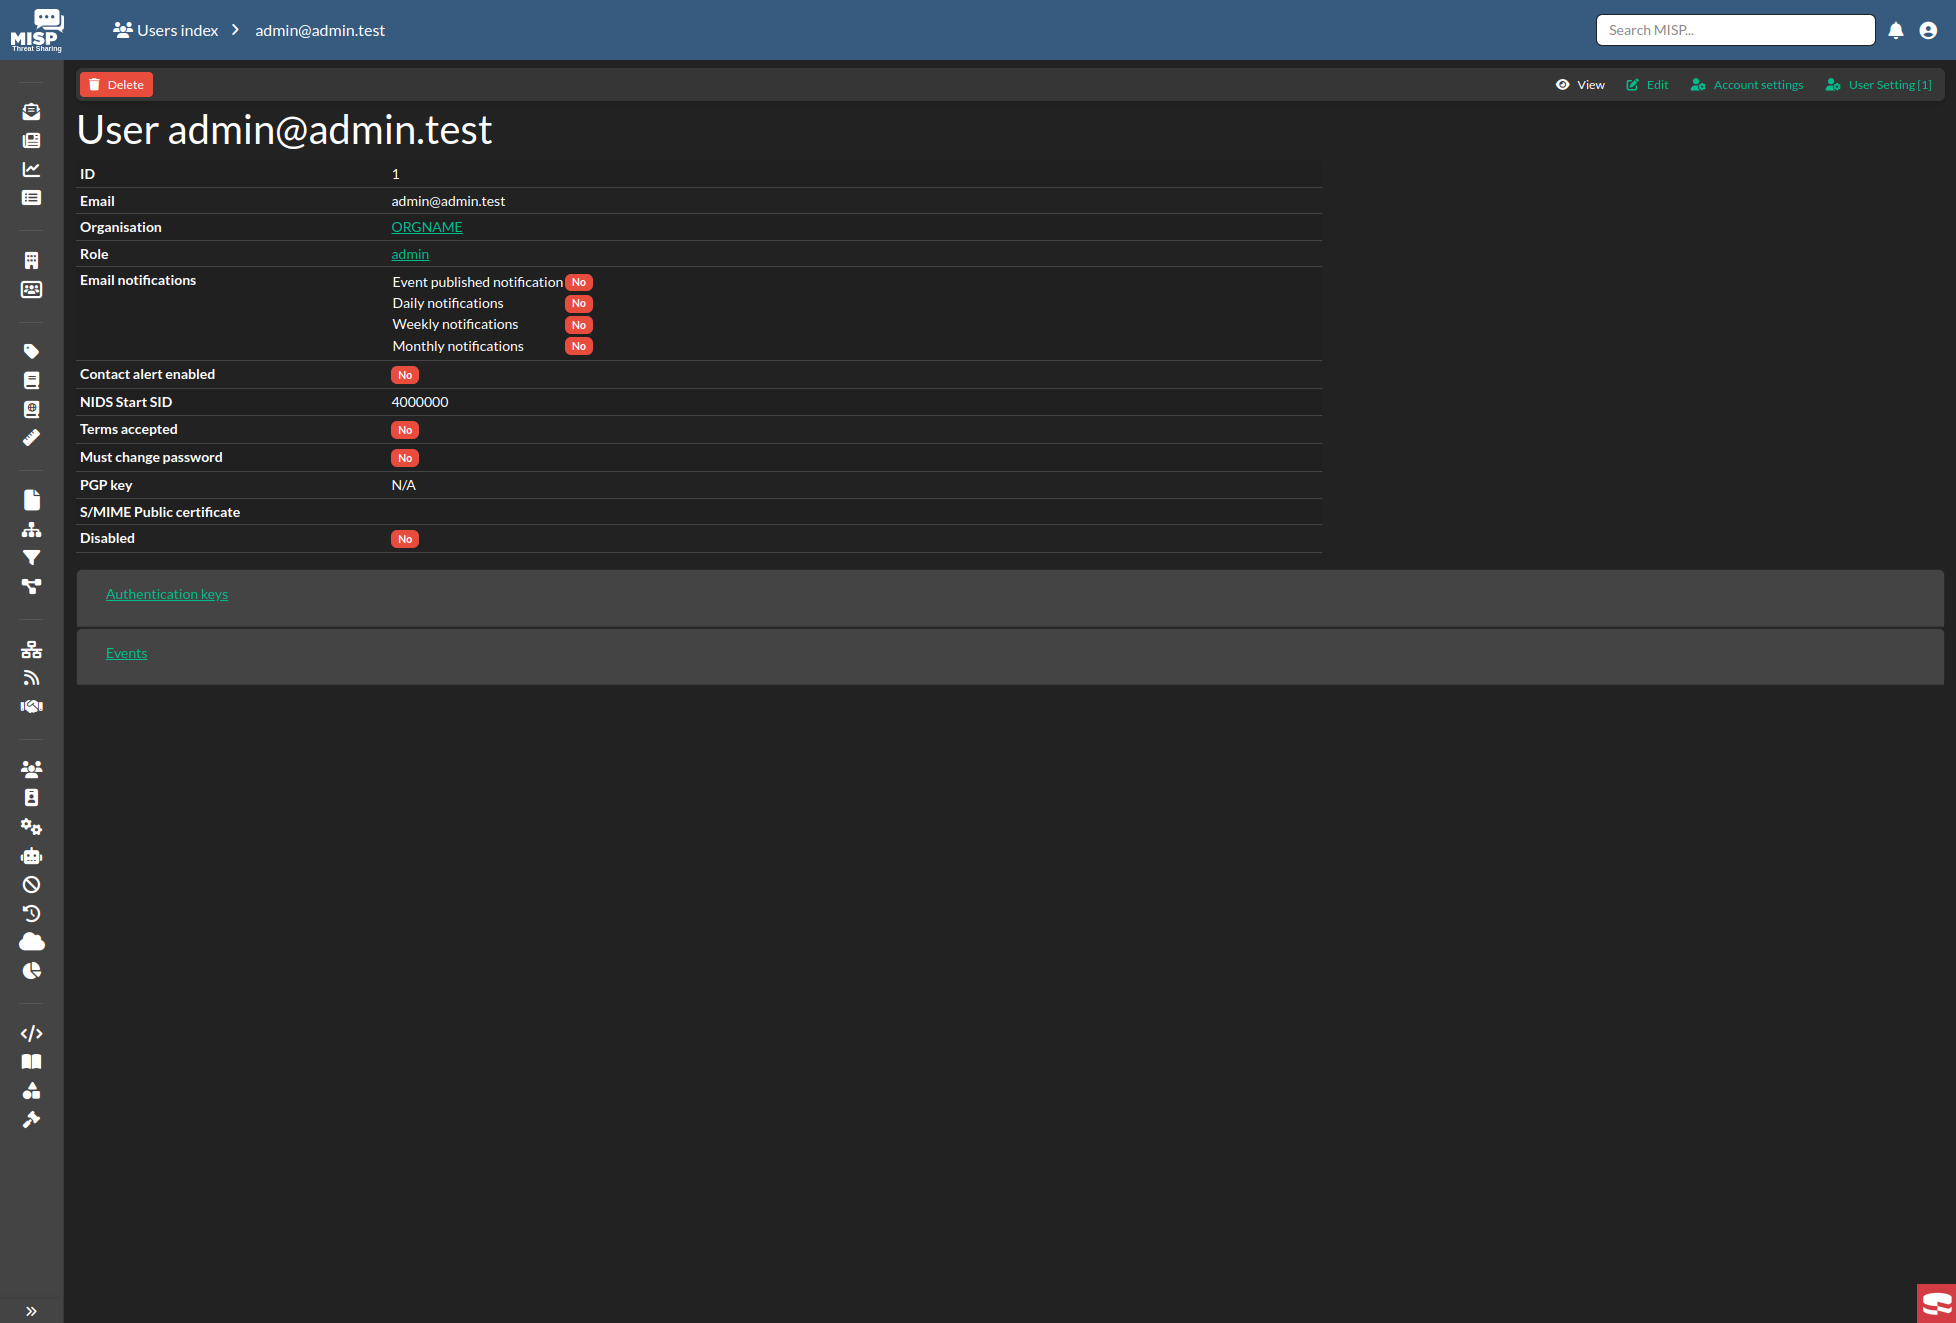 MISP
Threat Sharing
Users index
admin@admin.test
Search MISP...
Delete
View
Edit
Account settings
User Setting [1]
User admin@admin.test
ID 1
Email admin@admin.test
Organisation ORGNAME
Role admin
Email notifications
Event published notification No
Daily notifications No
Weekly notifications No
Monthly notifications No
Contact alert enabled No
NIDS Start SID 4000000
Terms accepted No
Must change password No
PGP key N/A
S/MIME Public certificate
Disabled No
Authentication keys
Events